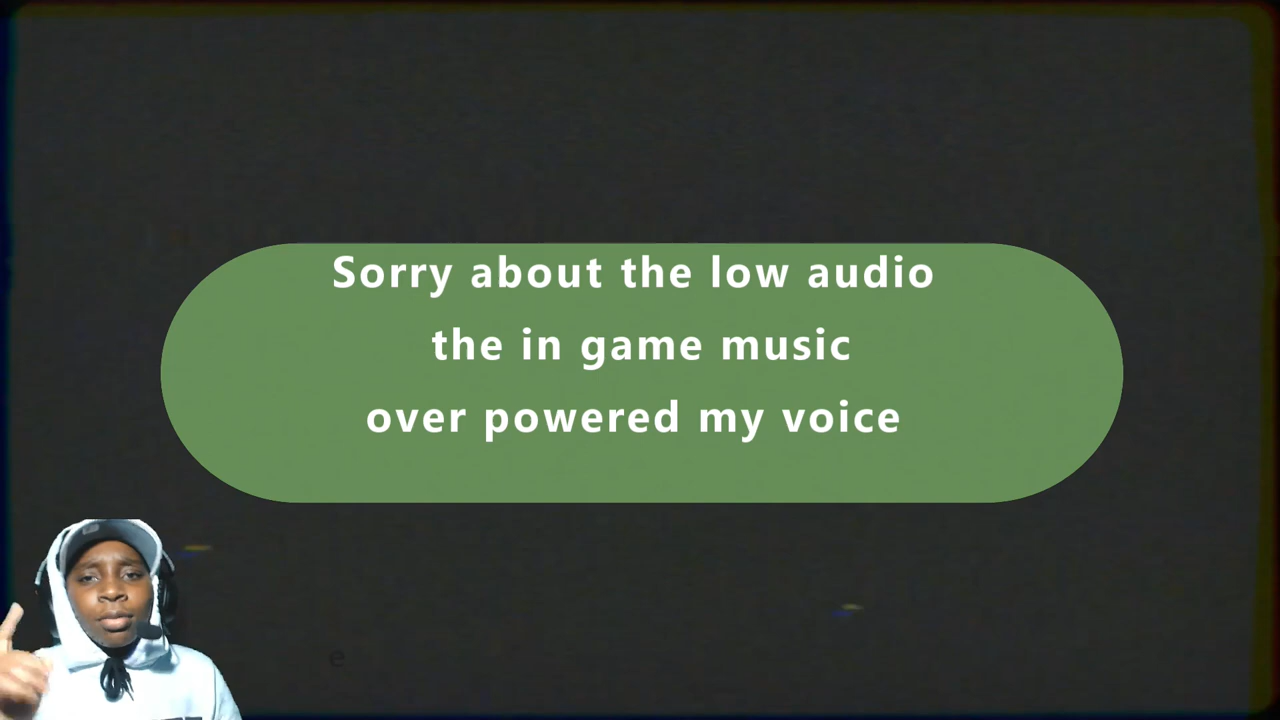 Sorry about the low audio
the in game music
over powered my voice
e